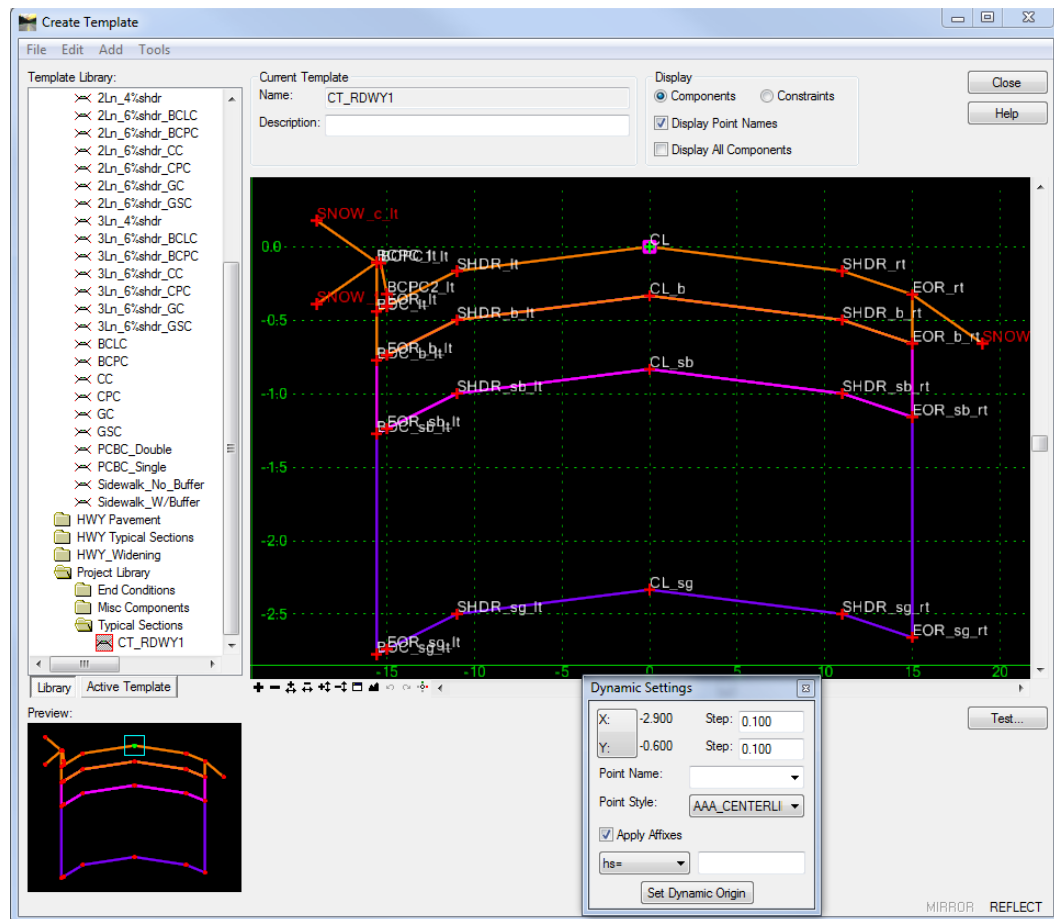 Create Template
File Edit Add Tools
Template Library:
2Ln_4%shdr
2Ln_6%shdr_BCLC
2Ln_6%shdr_BCPC
2Ln_6%shdr_CC
2Ln_6%shdr_CPC
2Ln_6%shdr_GC
2Ln_6%shdr_GSC
3Ln_4%shdr
3Ln_6%shdr_BCLC
3Ln_6%shdr_BCPC
3Ln_6%shdr_CC
3Ln_6%shdr_CPC
3Ln_6%shdr_GC
3Ln_6%shdr_GSC
BCLC
BCPC
CC
CPC
GC
GSC
PCBC_Double
PCBC_Single
Sidewalk_No_Buffer
Sidewalk_W/Buffer
HWY Pavement
HWY Typical Sections
HWY_Widening
Project Library
End Conditions
Misc Components
Typical Sections
CT_RDWY1
Library Active Template
Preview:
Current Template
Name: CT_RDWY1
Description:
Display
Components Constraints
Display Point Names
Display All Components
Close
Help
SNOW_c_lt
CL
0.0
SHDR_lt SHDR_rt
BCPC2_lt EOR_rt
SNOW
CL_b
-0.5 SHDR_b_lt SHDR_b_rt
EOR_b_rt SNOW
EOR_b_lt
CL_sb
-1.0 SHDR_sb_lt SHDR_sb_rt
EOR_sb_rt
EOR_sb_lt
-1.5
-2.0
CL_sg
-2.5 SHDR_sg_lt SHDR_sg_rt
EOR_sg_rt
EOR_sg_lt
-15 -10 -5 0 5 10 15 20
Dynamic Settings
X: -2.900 Step: 0.100
Y: -0.600 Step: 0.100
Point Name:
Point Style: AAA_CENTERLI
Apply Affixes
hs=
Set Dynamic Origin
Test...
MIRROR REFLECT